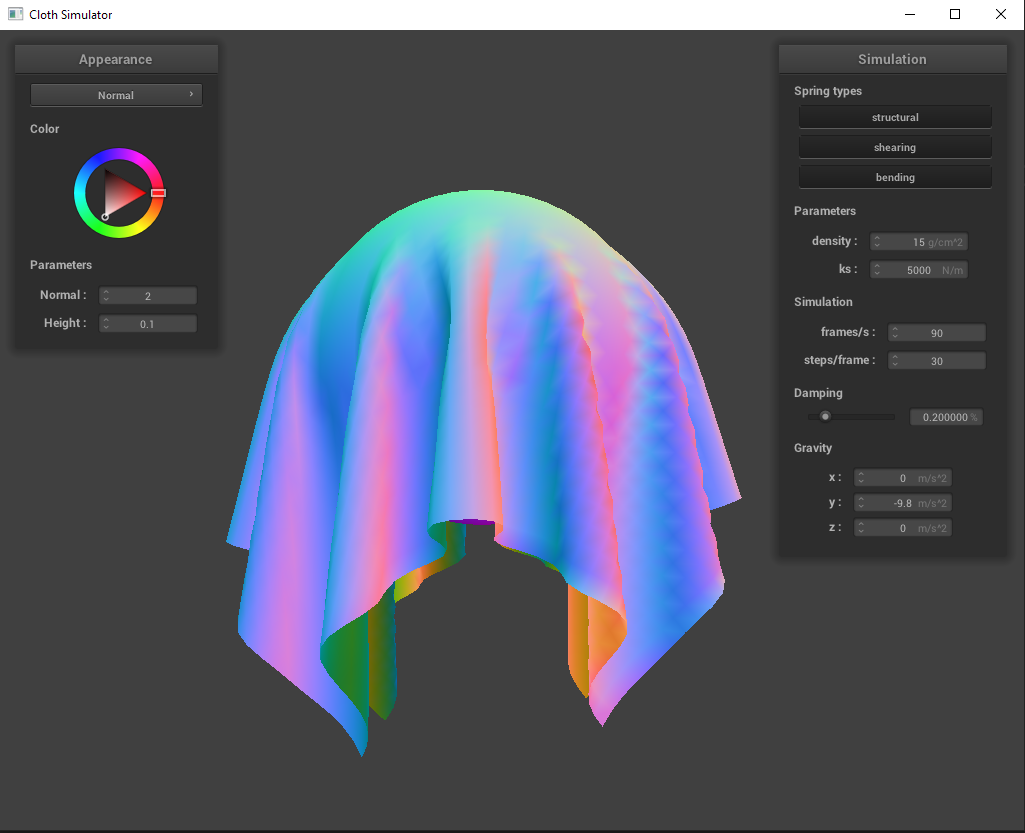 Cloth Simulator
Appearance
Normal
Color
Parameters
Normal : 2
Height : 0.1
Simulation
Spring types
structural
shearing
bending
Parameters
density : 15 g/cm^2
ks : 5000 N/m
Simulation
frames/s : 90
steps/frame : 30
Damping
0.200000 %
Gravity
x : 0 m/s^2
y : -9.8 m/s^2
z : 0 m/s^2